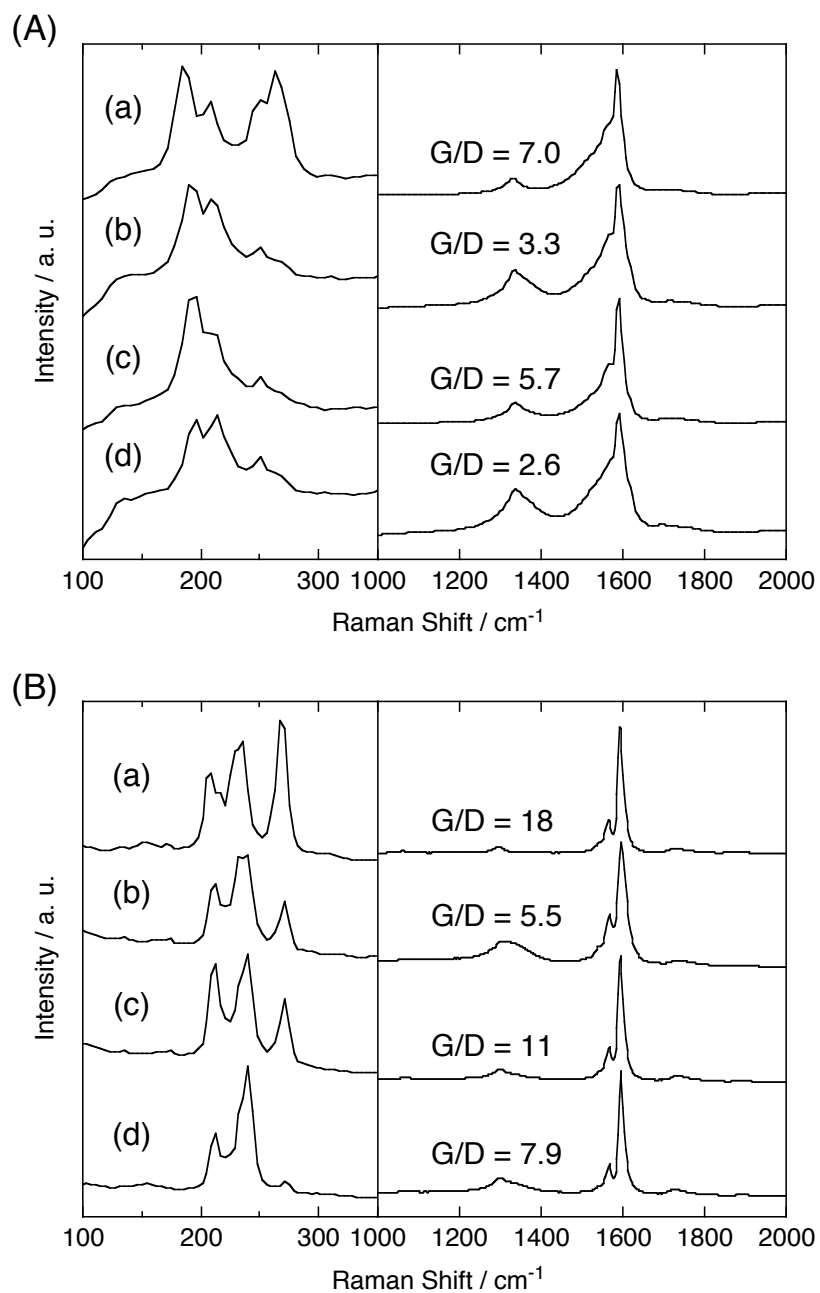 (A)
(a)
G/D = 7.0
(b)
G/D = 3.3
(c)
G/D = 5.7
(d)
G/D = 2.6
Intensity / a. u.
100 200 300 1000 1200 1400 1600 1800 2000
Raman Shift / cm-1
(B)
(a)
G/D = 18
(b)
G/D = 5.5
(c)
G/D = 11
(d)
G/D = 7.9
Intensity / a. u.
100 200 300 1000 1200 1400 1600 1800 2000
Raman Shift / cm-1